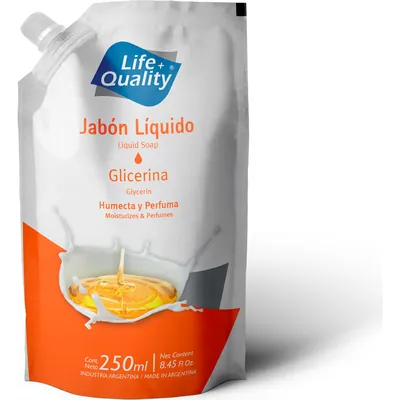 Life +
Quality ®
Jabón Líquido
Liquid Soap
Glicerina
Glycerin
Humecta y Perfuma
Moisturizes & Perfumes
Cont. Neto 250ml Net Content 8.45 Fl Oz.
INDUSTRIA ARGENTINA / MADE IN ARGENTINA